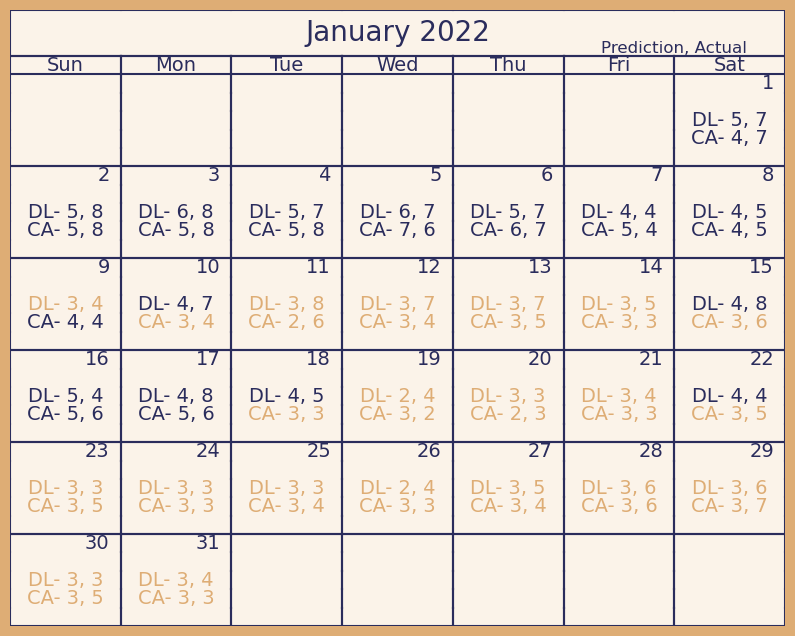 January 2022
Prediction, Actual
Sun Mon Tue Wed Thu Fri Sat
1
DL- 5, 7
CA- 4, 7
2 3 4 5 6 7 8
DL- 5, 8 DL- 6, 8 DL- 5, 7 DL- 6, 7 DL- 5, 7 DL- 4, 4 DL- 4, 5
CA- 5, 8 CA- 5, 8 CA- 5, 8 CA- 7, 6 CA- 6, 7 CA- 5, 4 CA- 4, 5
9 10 11 12 13 14 15
DL- 3, 4 DL- 4, 7 DL- 3, 8 DL- 3, 7 DL- 3, 7 DL- 3, 5 DL- 4, 8
CA- 4, 4 CA- 3, 4 CA- 2, 6 CA- 3, 4 CA- 3, 5 CA- 3, 3 CA- 3, 6
16 17 18 19 20 21 22
DL- 5, 4 DL- 4, 8 DL- 4, 5 DL- 2, 4 DL- 3, 3 DL- 3, 4 DL- 4, 4
CA- 5, 6 CA- 5, 6 CA- 3, 3 CA- 3, 2 CA- 2, 3 CA- 3, 3 CA- 3, 5
23 24 25 26 27 28 29
DL- 3, 3 DL- 3, 3 DL- 3, 3 DL- 2, 4 DL- 3, 5 DL- 3, 6 DL- 3, 6
CA- 3, 5 CA- 3, 3 CA- 3, 4 CA- 3, 3 CA- 3, 4 CA- 3, 6 CA- 3, 7
30 31
DL- 3, 3 DL- 3, 4
CA- 3, 5 CA- 3, 3